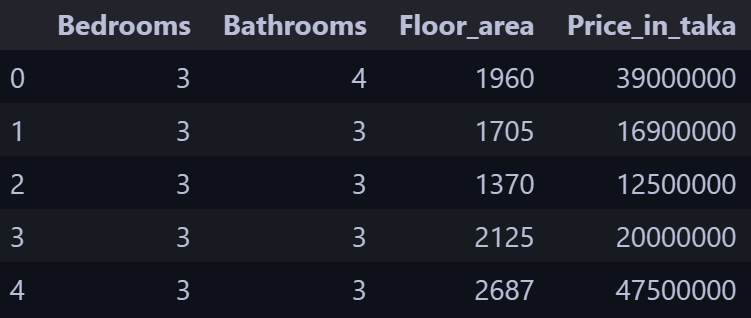 Bedrooms Bathrooms Floor_area Price_in_taka
0 3 4 1960 39000000
1 3 3 1705 16900000
2 3 3 1370 12500000
3 3 3 2125 20000000
4 3 3 2687 47500000